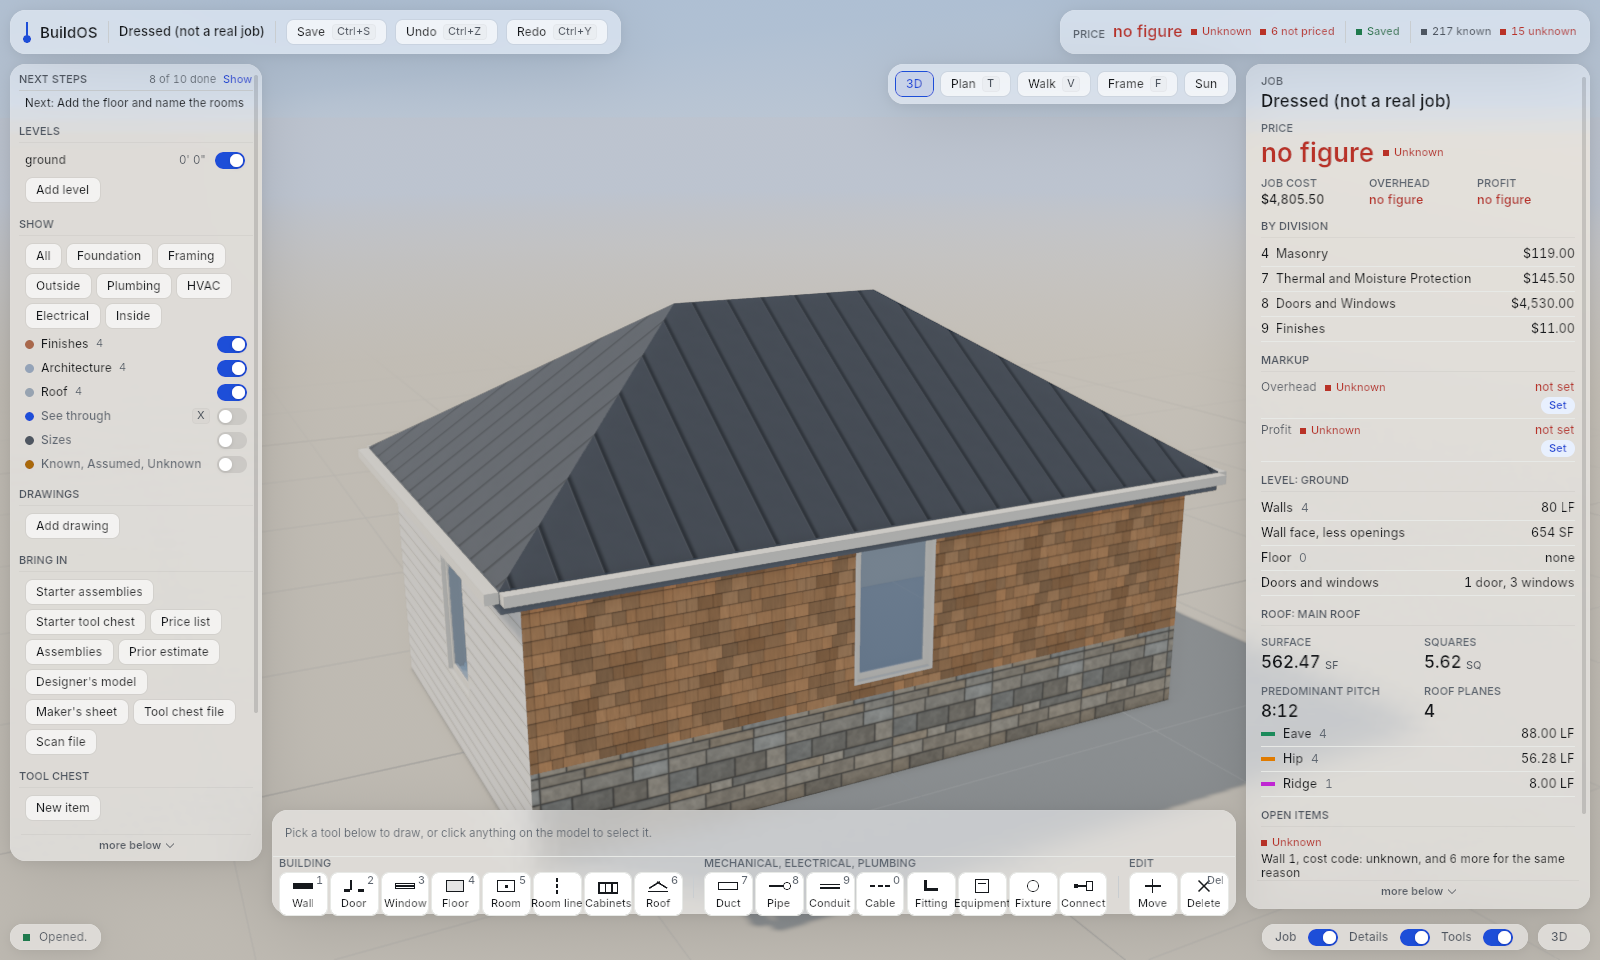 BuildOS
Dressed (not a real job)
Save Ctrl+S
Undo Ctrl+Z
Redo Ctrl+Y
PRICE no figure Unknown 6 not priced Saved 217 known 15 unknown
NEXT STEPS 8 of 10 done Show
Next: Add the floor and name the rooms
LEVELS
ground 0' 0"
Add level
SHOW
All Foundation Framing
Outside Plumbing HVAC
Electrical Inside
Finishes 4
Architecture 4
Roof 4
See through X
Sizes
Known, Assumed, Unknown
DRAWINGS
Add drawing
BRING IN
Starter assemblies
Starter tool chest Price list
Assemblies Prior estimate
Designer's model
Maker's sheet Tool chest file
Scan file
TOOL CHEST
New item
more below
Opened.
3D Plan T Walk V Frame F Sun
Pick a tool below to draw, or click anything on the model to select it.
BUILDING
1 Wall
2 Door
3 Window
4 Floor
5 Room
Room line
Cabinets
6 Roof
MECHANICAL, ELECTRICAL, PLUMBING
7 Duct
8 Pipe
9 Conduit
0 Cable
Fitting
Equipment
Fixture
Connect
EDIT
Move
Del Delete
JOB
Dressed (not a real job)
PRICE
no figure Unknown
JOB COST OVERHEAD PROFIT
$4,805.50 no figure no figure
BY DIVISION
4 Masonry $119.00
7 Thermal and Moisture Protection $145.50
8 Doors and Windows $4,530.00
9 Finishes $11.00
MARKUP
Overhead Unknown not set
Set
Profit Unknown not set
Set
LEVEL: GROUND
Walls 4 80 LF
Wall face, less openings 654 SF
Floor 0 none
Doors and windows 1 door, 3 windows
ROOF: MAIN ROOF
SURFACE SQUARES
562.47 SF 5.62 SQ
PREDOMINANT PITCH ROOF PLANES
8:12 4
Eave 4 88.00 LF
Hip 4 56.28 LF
Ridge 1 8.00 LF
OPEN ITEMS
Unknown
Wall 1, cost code: unknown, and 6 more for the same
reason
more below
Job Details Tools 3D